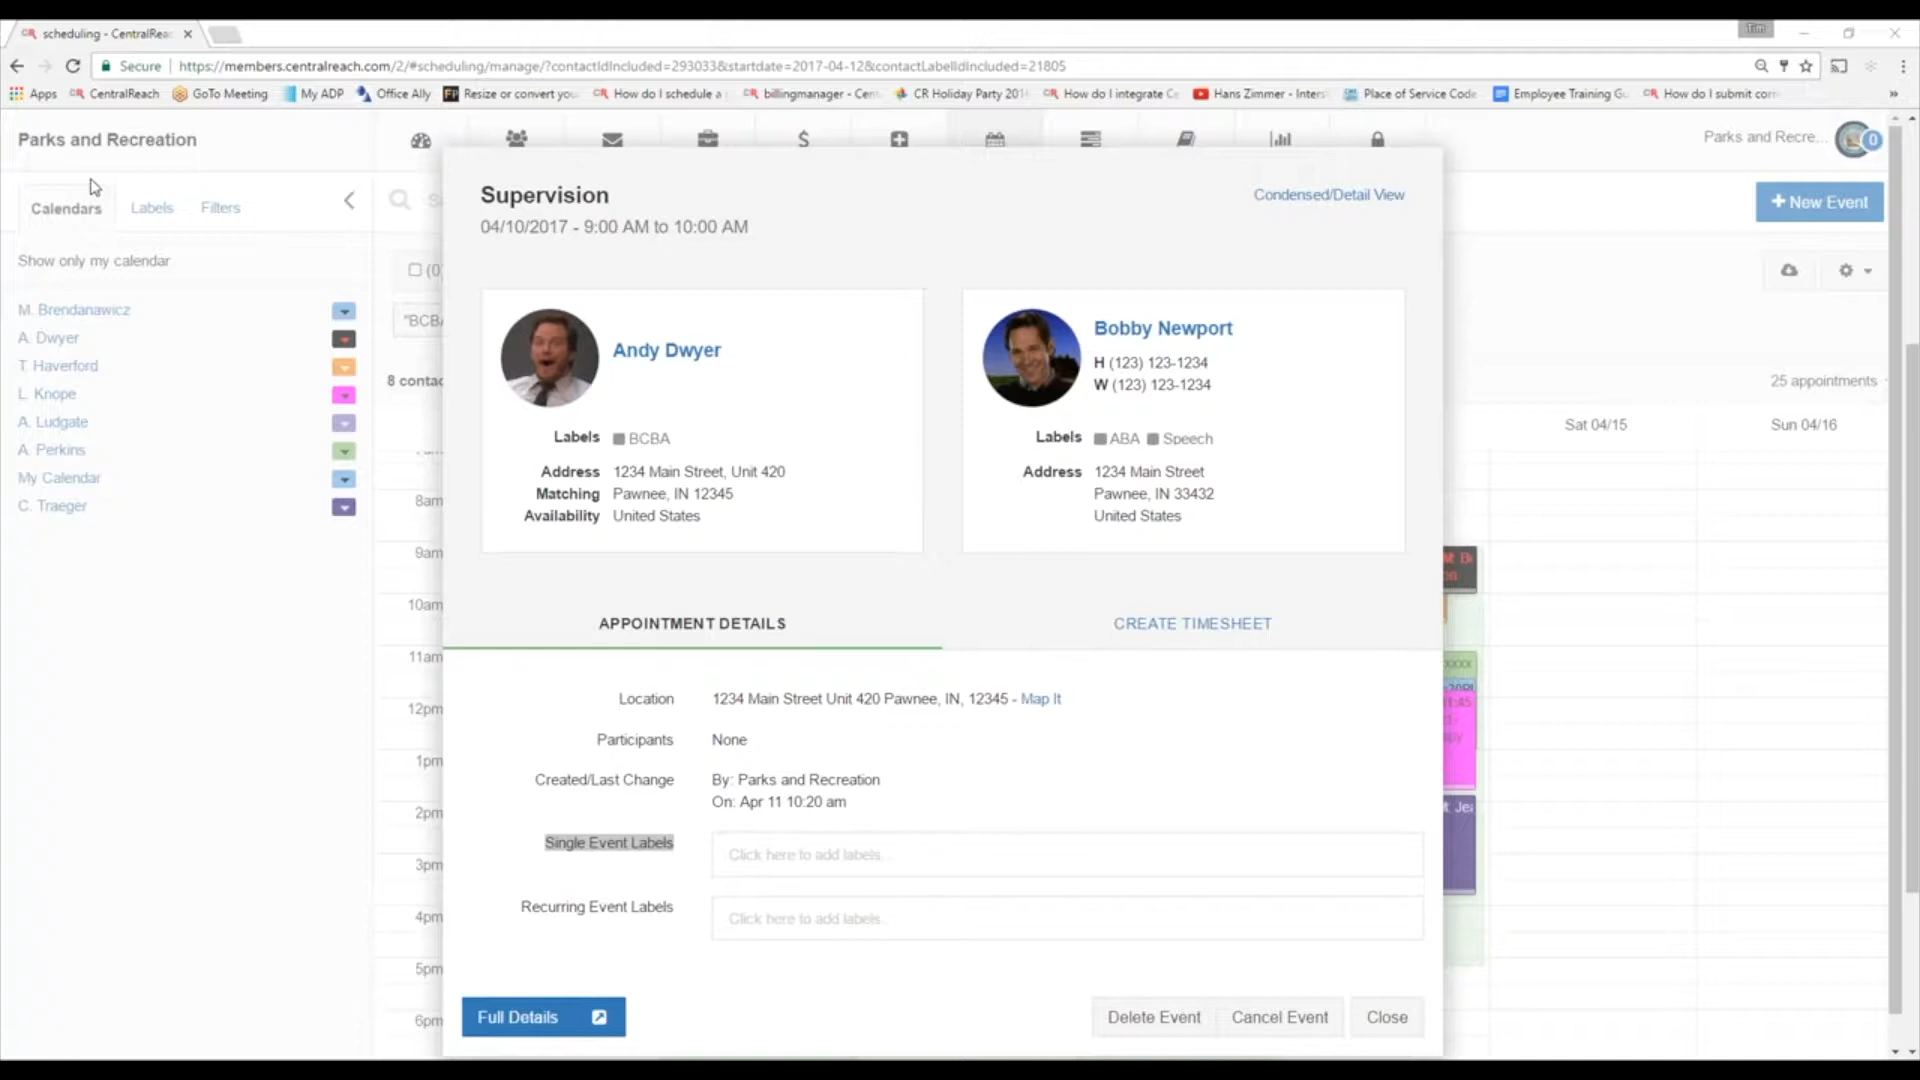 scheduling - CentralReac
Tim
Secure
https://members.centralreach.com/2/#scheduling/manage/?contactIdIncluded=293033&startdate=2017-04-12&contactLabelIdIncluded=21805
Apps
CentralReach
GoTo Meeting
My ADP
Office Ally
Resize or convert you
How do I schedule a
billingmanager - Cen
CR Holiday Party 201
How do I integrate Ce
Hans Zimmer - Inters
Place of Service Code
Employee Training Gu
How do I submit corr
»
Parks and Recreation
Parks and Recre...
0
Calendars
Labels
Filters
Show only my calendar
M. Brendanawicz
A. Dwyer
T. Haverford
L. Knope
A. Ludgate
A. Perkins
My Calendar
C. Traeger
+ New Event
(0
"BCBA
8 contac
25 appointments
Sat 04/15
Sun 04/16
8am
9am
10am
11am
12pm
1pm
2pm
3pm
4pm
5pm
6pm
Supervision
Condensed/Detail View
04/10/2017 - 9:00 AM to 10:00 AM
Andy Dwyer
Labels BCBA
Address 1234 Main Street, Unit 420
Matching Pawnee, IN 12345
Availability United States
Bobby Newport
H (123) 123-1234
W (123) 123-1234
Labels ABA Speech
Address 1234 Main Street
Pawnee, IN 33432
United States
APPOINTMENT DETAILS
CREATE TIMESHEET
Location 1234 Main Street Unit 420 Pawnee, IN, 12345 - Map It
Participants None
Created/Last Change By: Parks and Recreation
On: Apr 11 10:20 am
Single Event Labels Click here to add labels...
Recurring Event Labels Click here to add labels...
Full Details
Delete Event
Cancel Event
Close